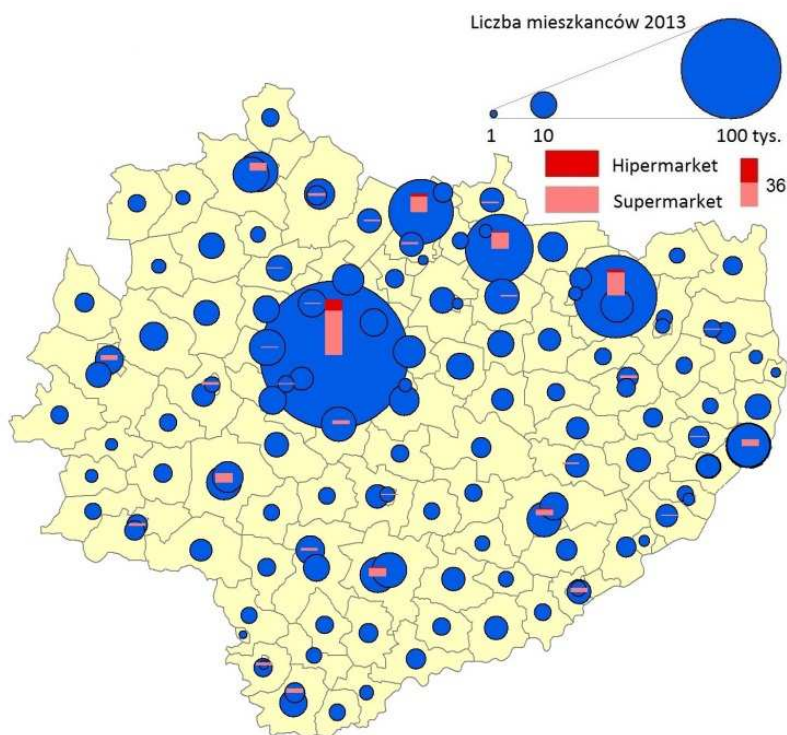 Liczba mieszkanców 2013
1 10 100 tys.
Hipermarket
Supermarket
36